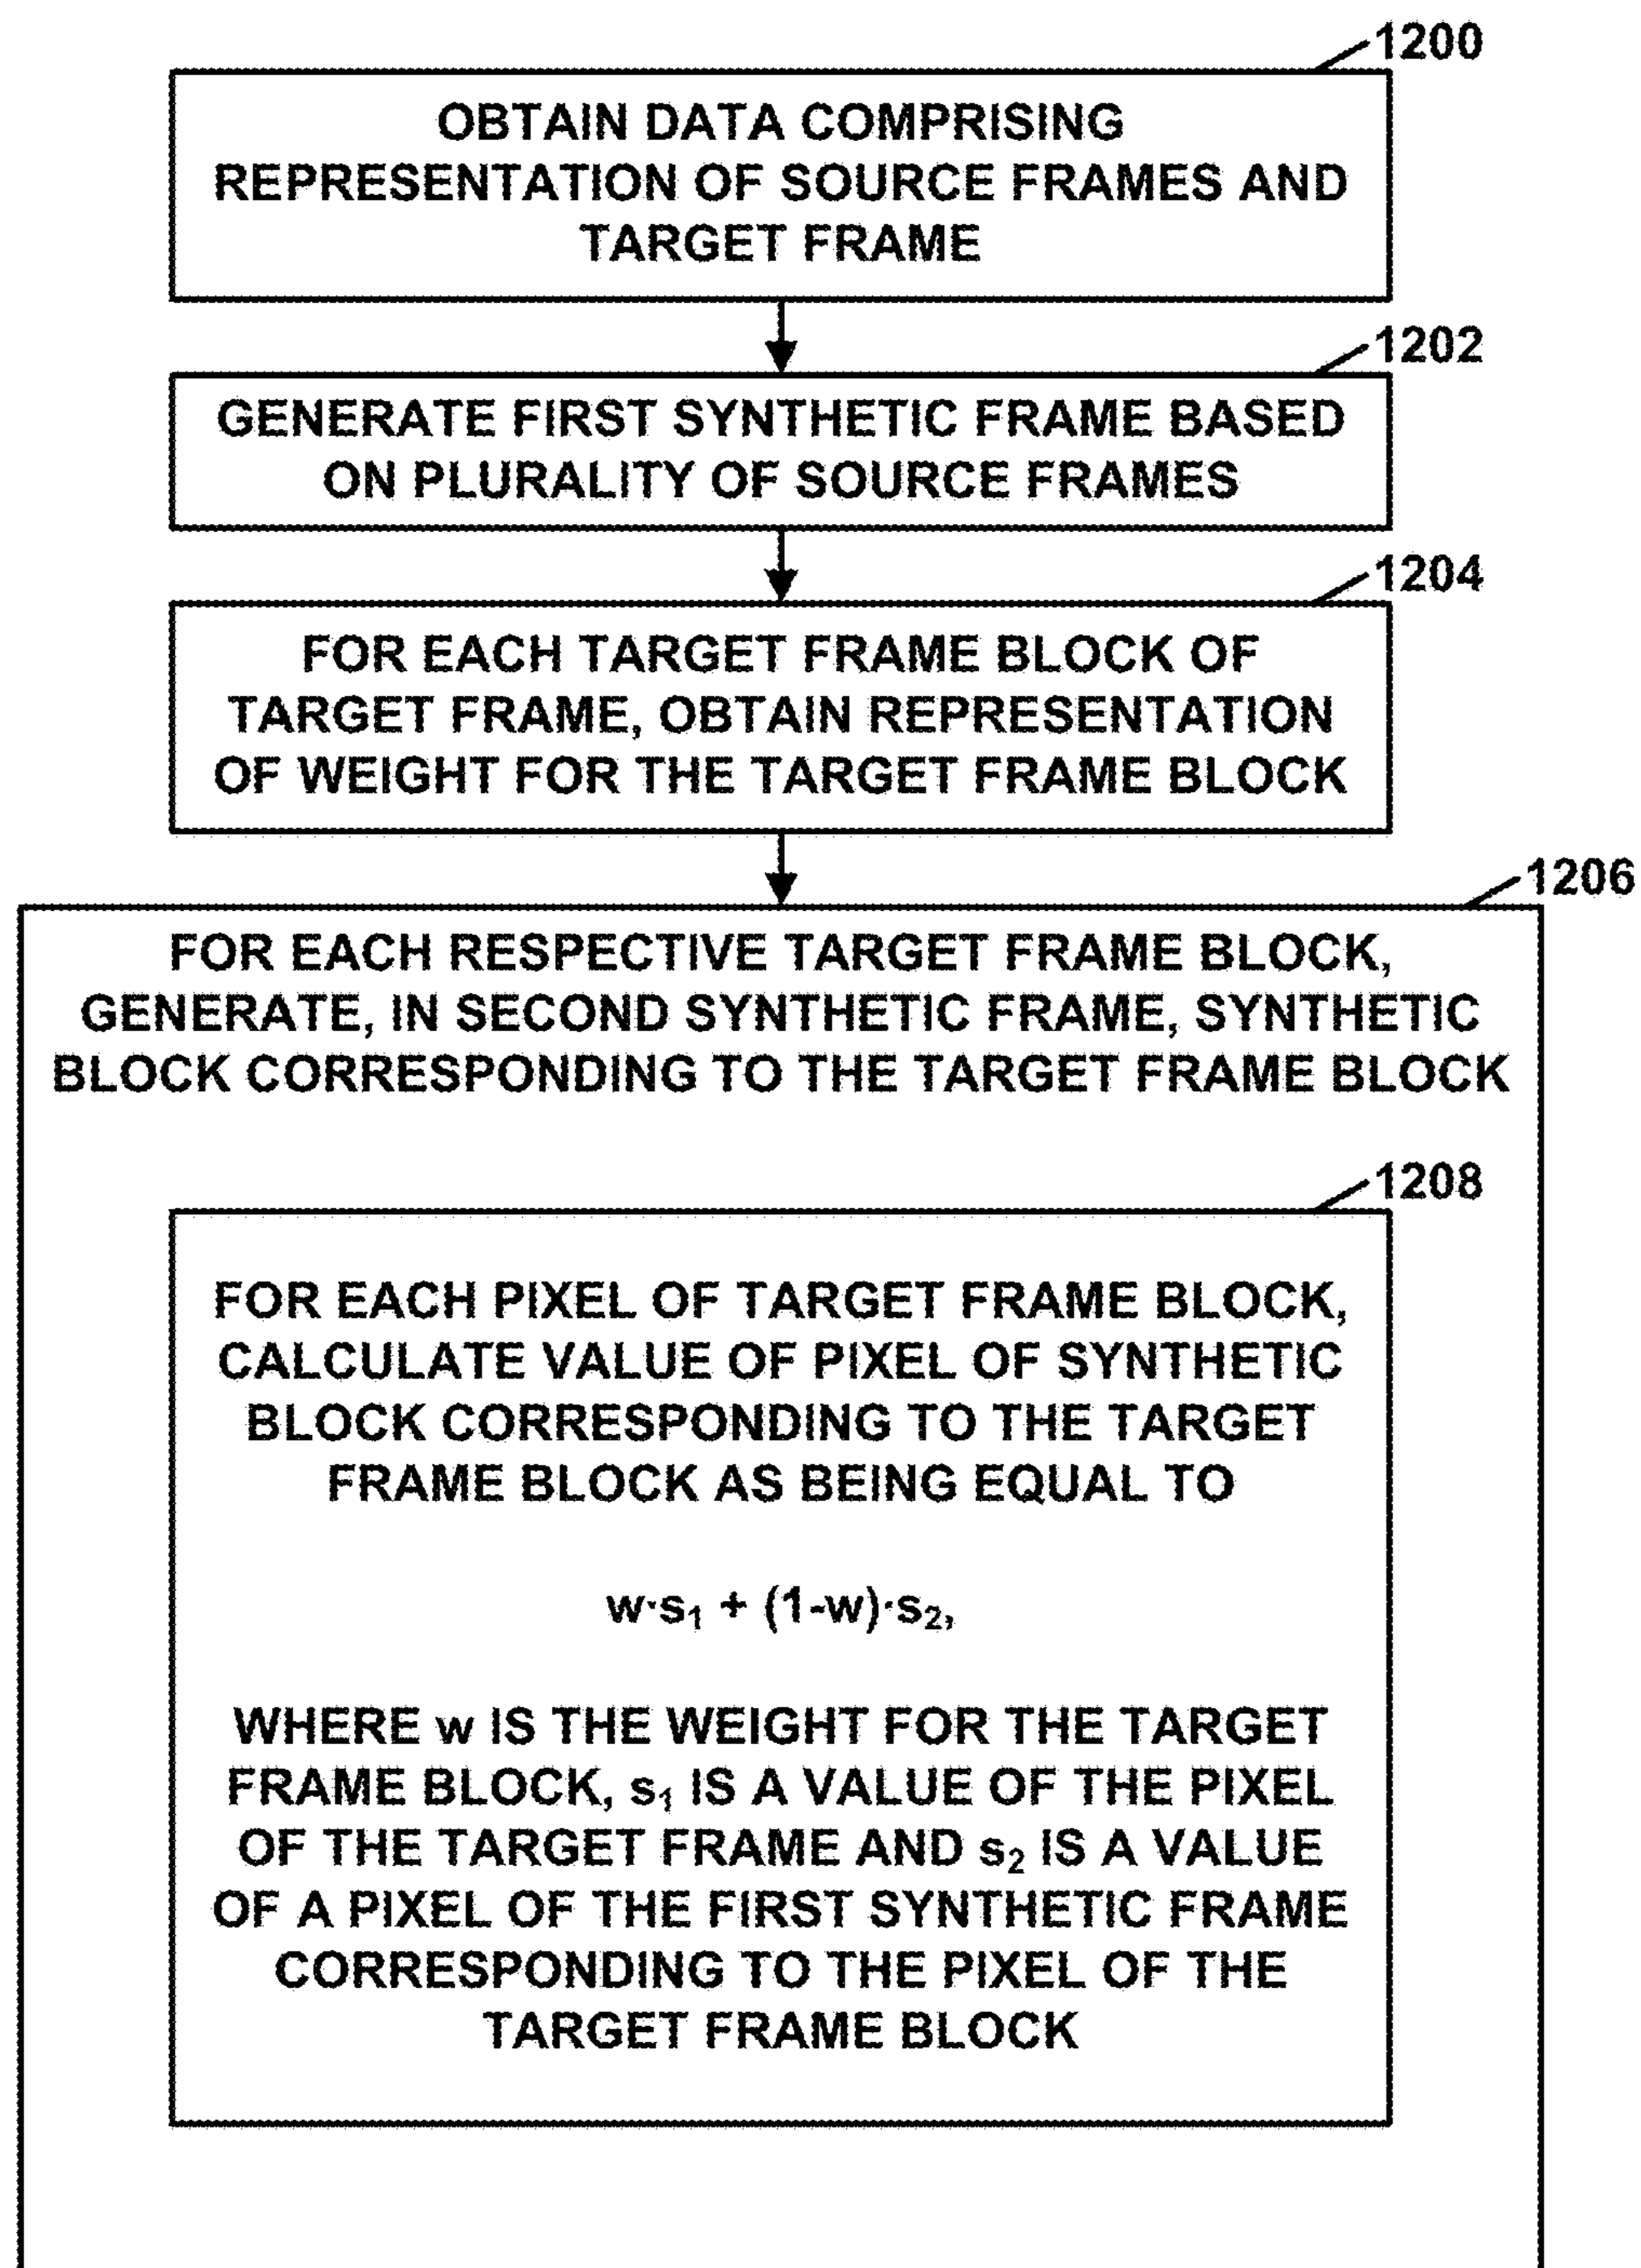 1200
OBTAIN DATA COMPRISING
REPRESENTATION OF SOURCE FRAMES AND
TARGET FRAME
1202
GENERATE FIRST SYNTHETIC FRAME BASED
ON PLURALITY OF SOURCE FRAMES
1204
FOR EACH TARGET FRAME BLOCK OF
TARGET FRAME, OBTAIN REPRESENTATION
OF WEIGHT FOR THE TARGET FRAME BLOCK
1206
FOR EACH RESPECTIVE TARGET FRAME BLOCK,
GENERATE, IN SECOND SYNTHETIC FRAME, SYNTHETIC
BLOCK CORRESPONDING TO THE TARGET FRAME BLOCK
1208
FOR EACH PIXEL OF TARGET FRAME BLOCK,
CALCULATE VALUE OF PIXEL OF SYNTHETIC
BLOCK CORRESPONDING TO THE TARGET
FRAME BLOCK AS BEING EQUAL TO
w·s₁ + (1-w)·s₂,
WHERE w IS THE WEIGHT FOR THE TARGET
FRAME BLOCK, s₁ IS A VALUE OF THE PIXEL
OF THE TARGET FRAME AND s₂ IS A VALUE
OF A PIXEL OF THE FIRST SYNTHETIC FRAME
CORRESPONDING TO THE PIXEL OF THE
TARGET FRAME BLOCK